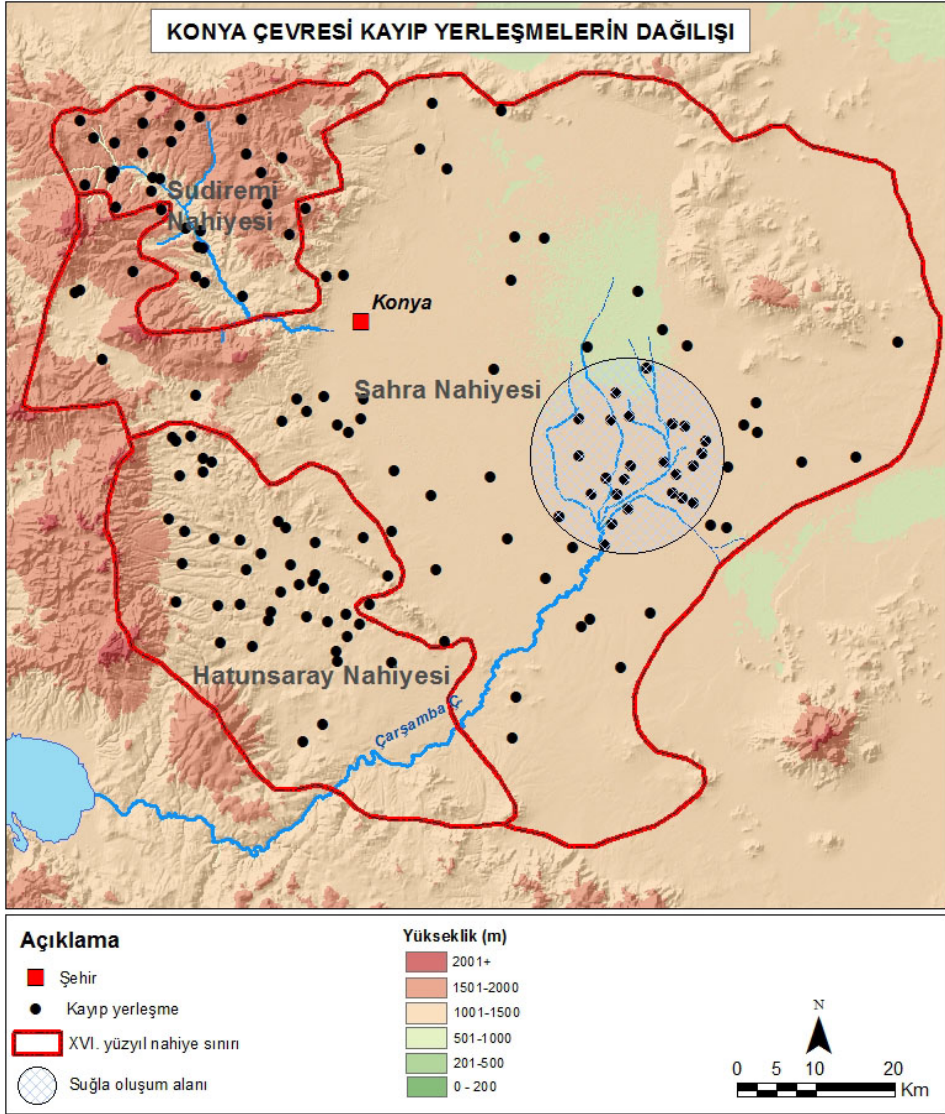 KONYA ÇEVRESİ KAYIP YERLEŞMELERİN DAĞILIŞI
Sudiremi
Nahiyesi
Konya
Sahra Nahiyesi
Hatunsaray Nahiyesi
Çarşamba Ç.
Açıklama
Şehir
Kayıp yerleşme
XVI. yüzyıl nahiye sınırı
Suğla oluşum alanı
Yükseklik (m)
2001+
1501-2000
1001-1500
501-1000
201-500
0 - 200
N
0 5 10 20
Km